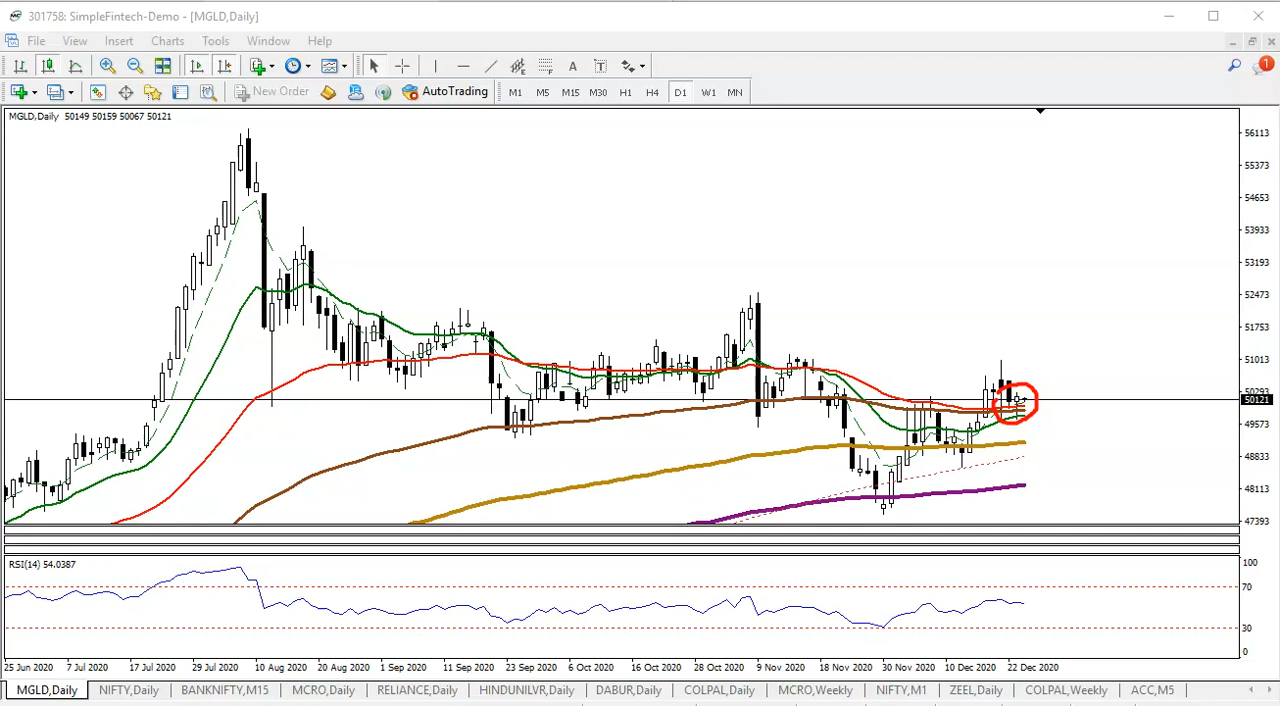 301758: SimpleFintech-Demo - [MGLD,Daily]
File View Insert Charts Tools Window Help
New Order AutoTrading M1 M5 M15 M30 H1 H4 D1 W1 MN
1
MGLD,Daily 50149 50159 50067 50121
56113
55373
54653
53933
53193
52473
51753
51013
50293
50121
49573
48833
48113
47393
RSI(14) 54.0387
100
70
30
0
25 Jun 2020 7 Jul 2020 17 Jul 2020 29 Jul 2020 10 Aug 2020 20 Aug 2020 1 Sep 2020 11 Sep 2020 23 Sep 2020 6 Oct 2020 16 Oct 2020 28 Oct 2020 9 Nov 2020 18 Nov 2020 30 Nov 2020 10 Dec 2020 22 Dec 2020
MGLD,Daily NIFTY,Daily BANKNIFTY,M15 MCRO,Daily RELIANCE,Daily HINDUNILVR,Daily DABUR,Daily COLPAL,Daily MCRO,Weekly NIFTY,M1 ZEEL,Daily COLPAL,Weekly ACC,M5